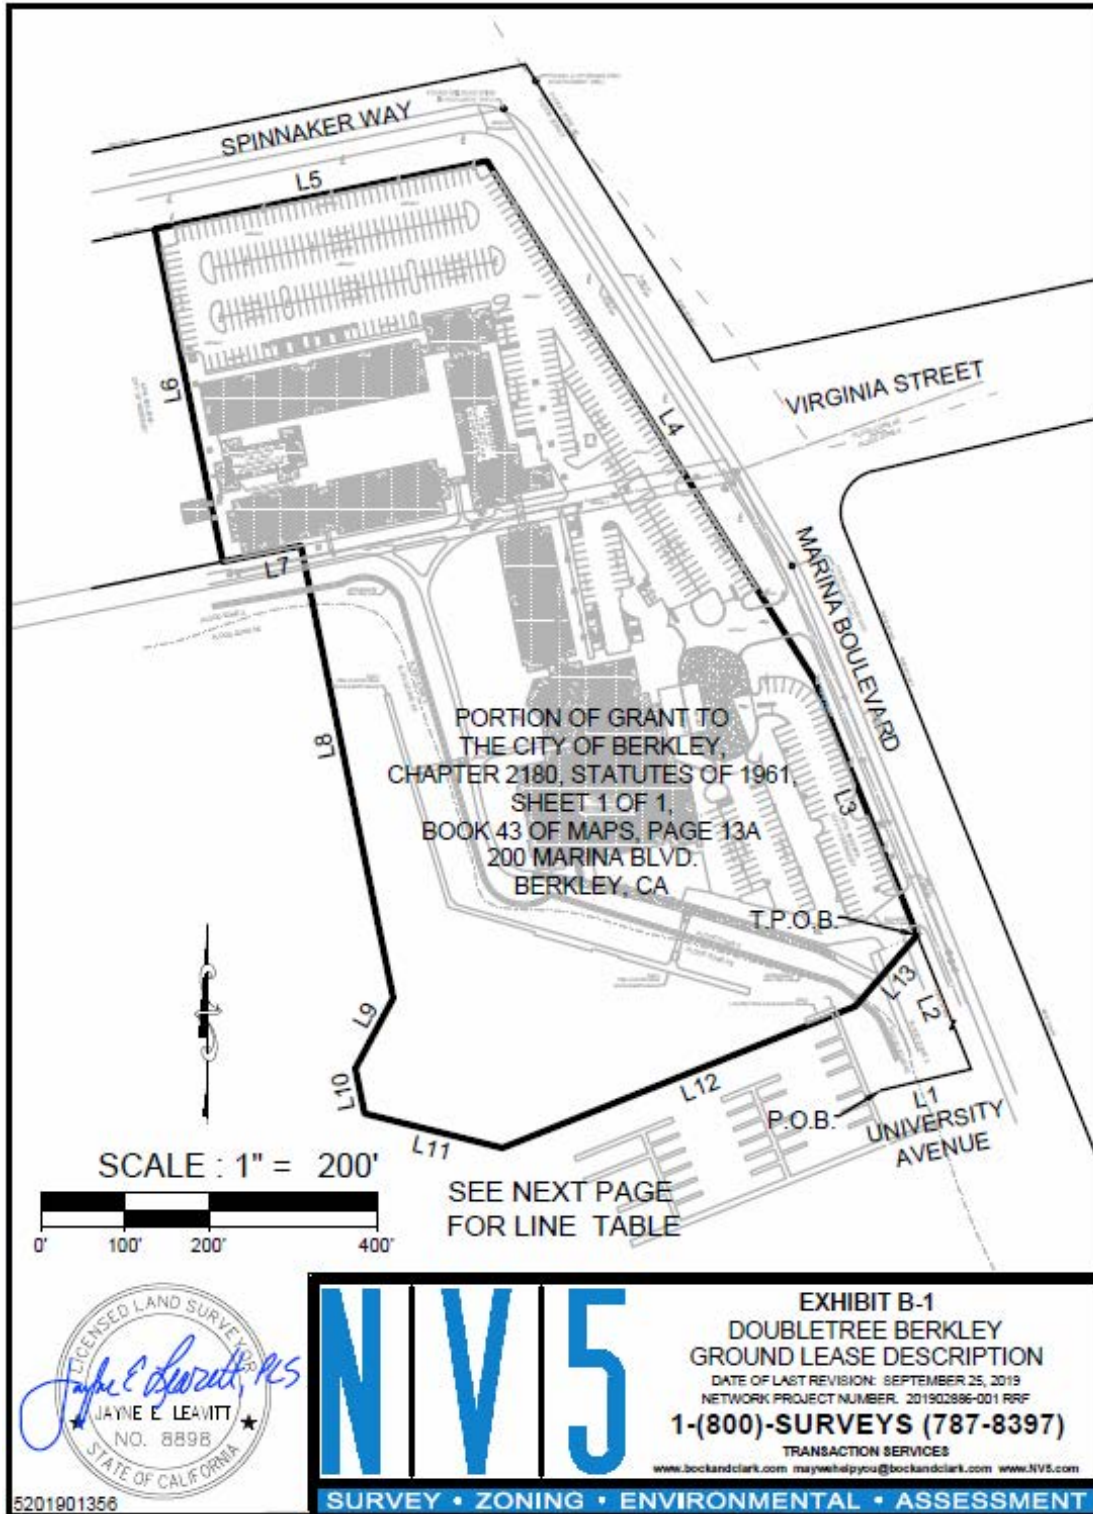 SPINNAKER WAY
L5
L6
L4
VIRGINIA STREET
MARINA BOULEVARD
L7
L8
PORTION OF GRANT TO
THE CITY OF BERKLEY,
CHAPTER 2180, STATUTES OF 1961,
SHEET 1 OF 1,
BOOK 43 OF MAPS, PAGE 13A
200 MARINA BLVD.
BERKLEY, CA
L3
T.P.O.B.
L13
L2
L9
L10
L12
L11
P.O.B.
L1
UNIVERSITY
AVENUE
SCALE : 1" = 200'
0' 100' 200' 400'
SEE NEXT PAGE
FOR LINE TABLE
LICENSED LAND SURVEYOR
Jayne E Leavitt, PLS
JAYNE E. LEAVITT
NO. 8898
STATE OF CALIFORNIA
5201901356
NV5
EXHIBIT B-1
DOUBLETREE BERKLEY
GROUND LEASE DESCRIPTION
DATE OF LAST REVISION: SEPTEMBER 25, 2019
NETWORK PROJECT NUMBER. 201902886-001 RRF
1-(800)-SURVEYS (787-8397)
TRANSACTION SERVICES
www.bockandclark.com maywehelpyou@bockandclark.com www.NV5.com
SURVEY • ZONING • ENVIRONMENTAL • ASSESSMENT